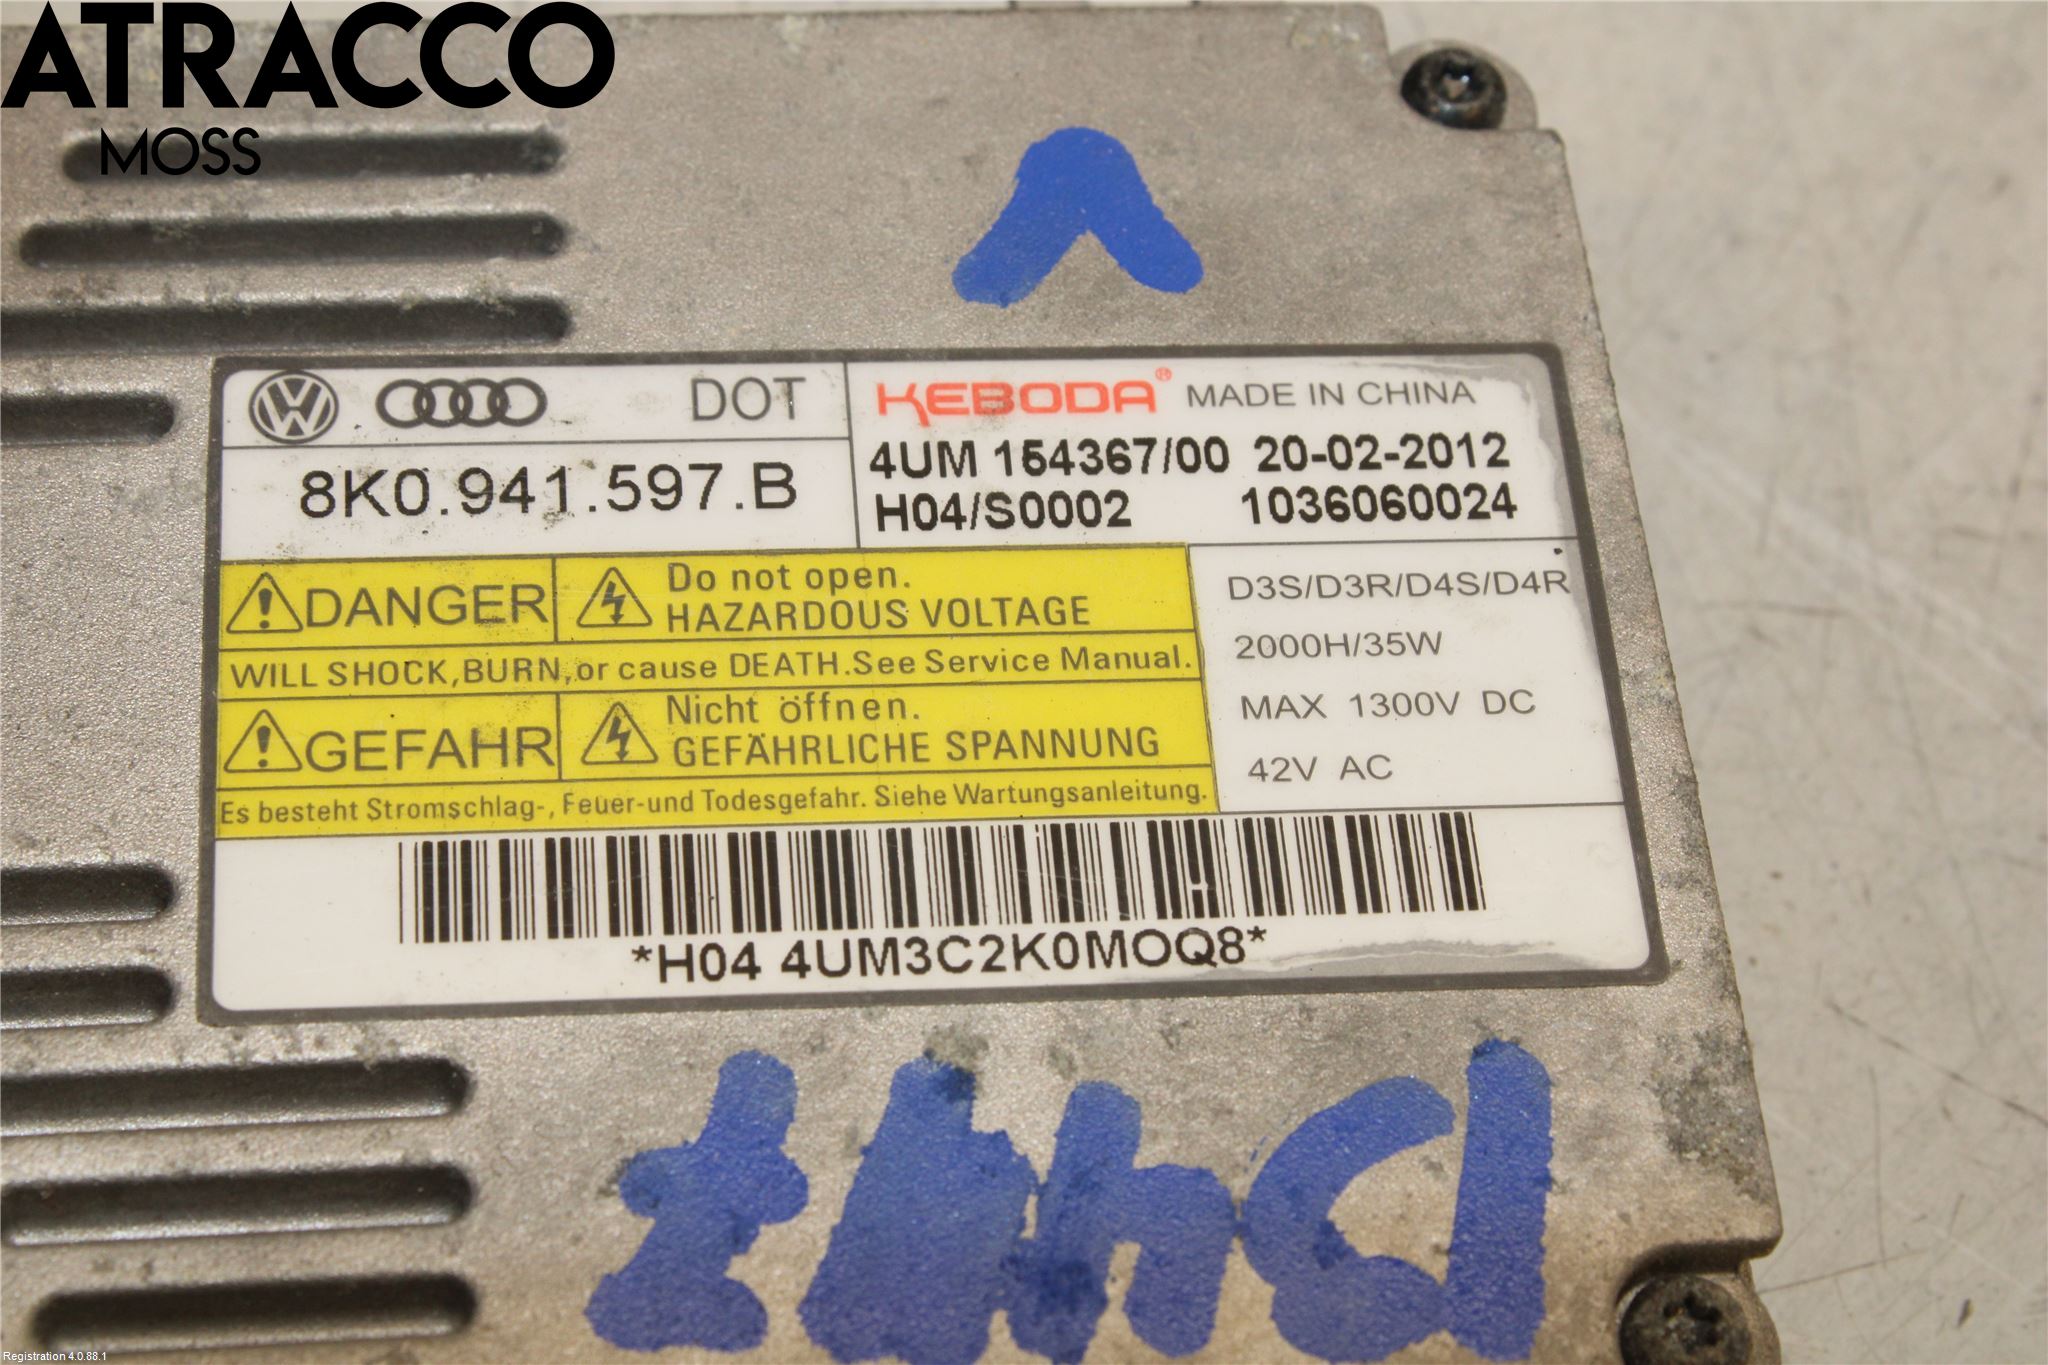 ATRACCO
MOSS
V
DOT
KEBODA® MADE IN CHINA
8K0.941.597.B
4UM 154367/00 20-02-2012
H04/S0002 1036060024
DANGER
Do not open.
HAZARDOUS VOLTAGE
WILL SHOCK,BURN,or cause DEATH.See Service Manual.
GEFAHR
Nicht öffnen.
GEFÄHRLICHE SPANNUNG
Es besteht Stromschlag-, Feuer-und Todesgefahr. Siehe Wartungsanleitung.
D3S/D3R/D4S/D4R
2000H/35W
MAX 1300V DC
42V AC
*H04 4UM3C2K0MOQ8*
Registration 4.0.88.1